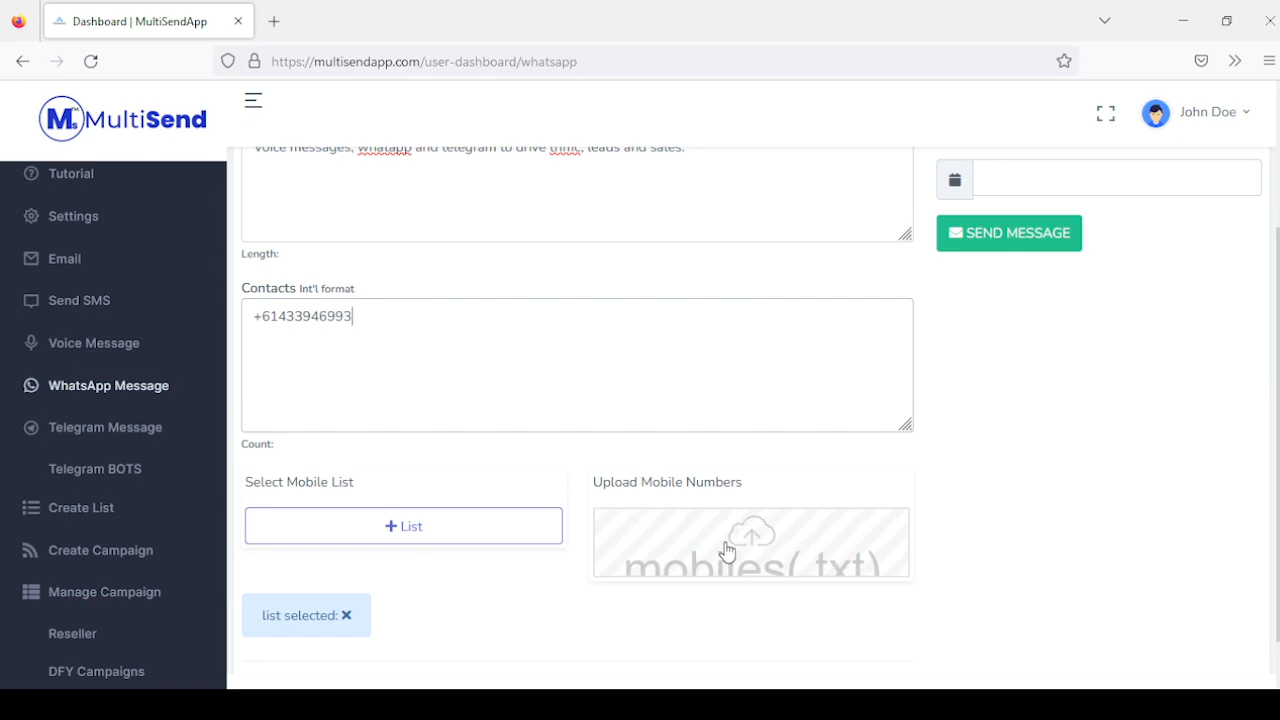 Dashboard | MultiSendApp
https://multisendapp.com/user-dashboard/whatsapp
Ms MultiSend
John Doe
Tutorial
Settings
Email
Send SMS
Voice Message
WhatsApp Message
Telegram Message
Telegram BOTS
Create List
Create Campaign
Manage Campaign
Reseller
DFY Campaigns
Voice messages, whatapp and telegram to drive trffic, leads and sales.
Length:
Contacts Int'l format
+61433946993
Count:
Select Mobile List
+ List
list selected: ×
Upload Mobile Numbers
mobiles(.txt)
SEND MESSAGE